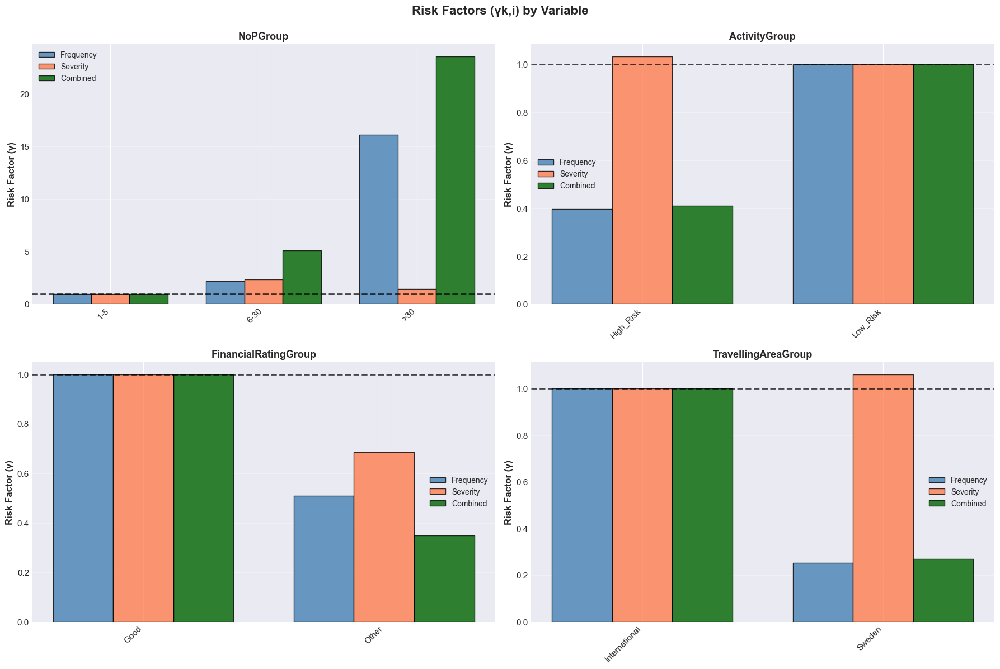 Risk Factors (γk,i) by Variable
NoPGroup
Risk Factor (γ)
20
15
10
5
0
Frequency
Severity
Combined
1-5
6-30
>30
ActivityGroup
Risk Factor (γ)
1.0
0.8
0.6
0.4
0.2
0.0
Frequency
Severity
Combined
High_Risk
Low_Risk
FinancialRatingGroup
Risk Factor (γ)
1.0
0.8
0.6
0.4
0.2
0.0
Frequency
Severity
Combined
Good
Other
TravellingAreaGroup
Risk Factor (γ)
1.0
0.8
0.6
0.4
0.2
0.0
Frequency
Severity
Combined
International
Sweden